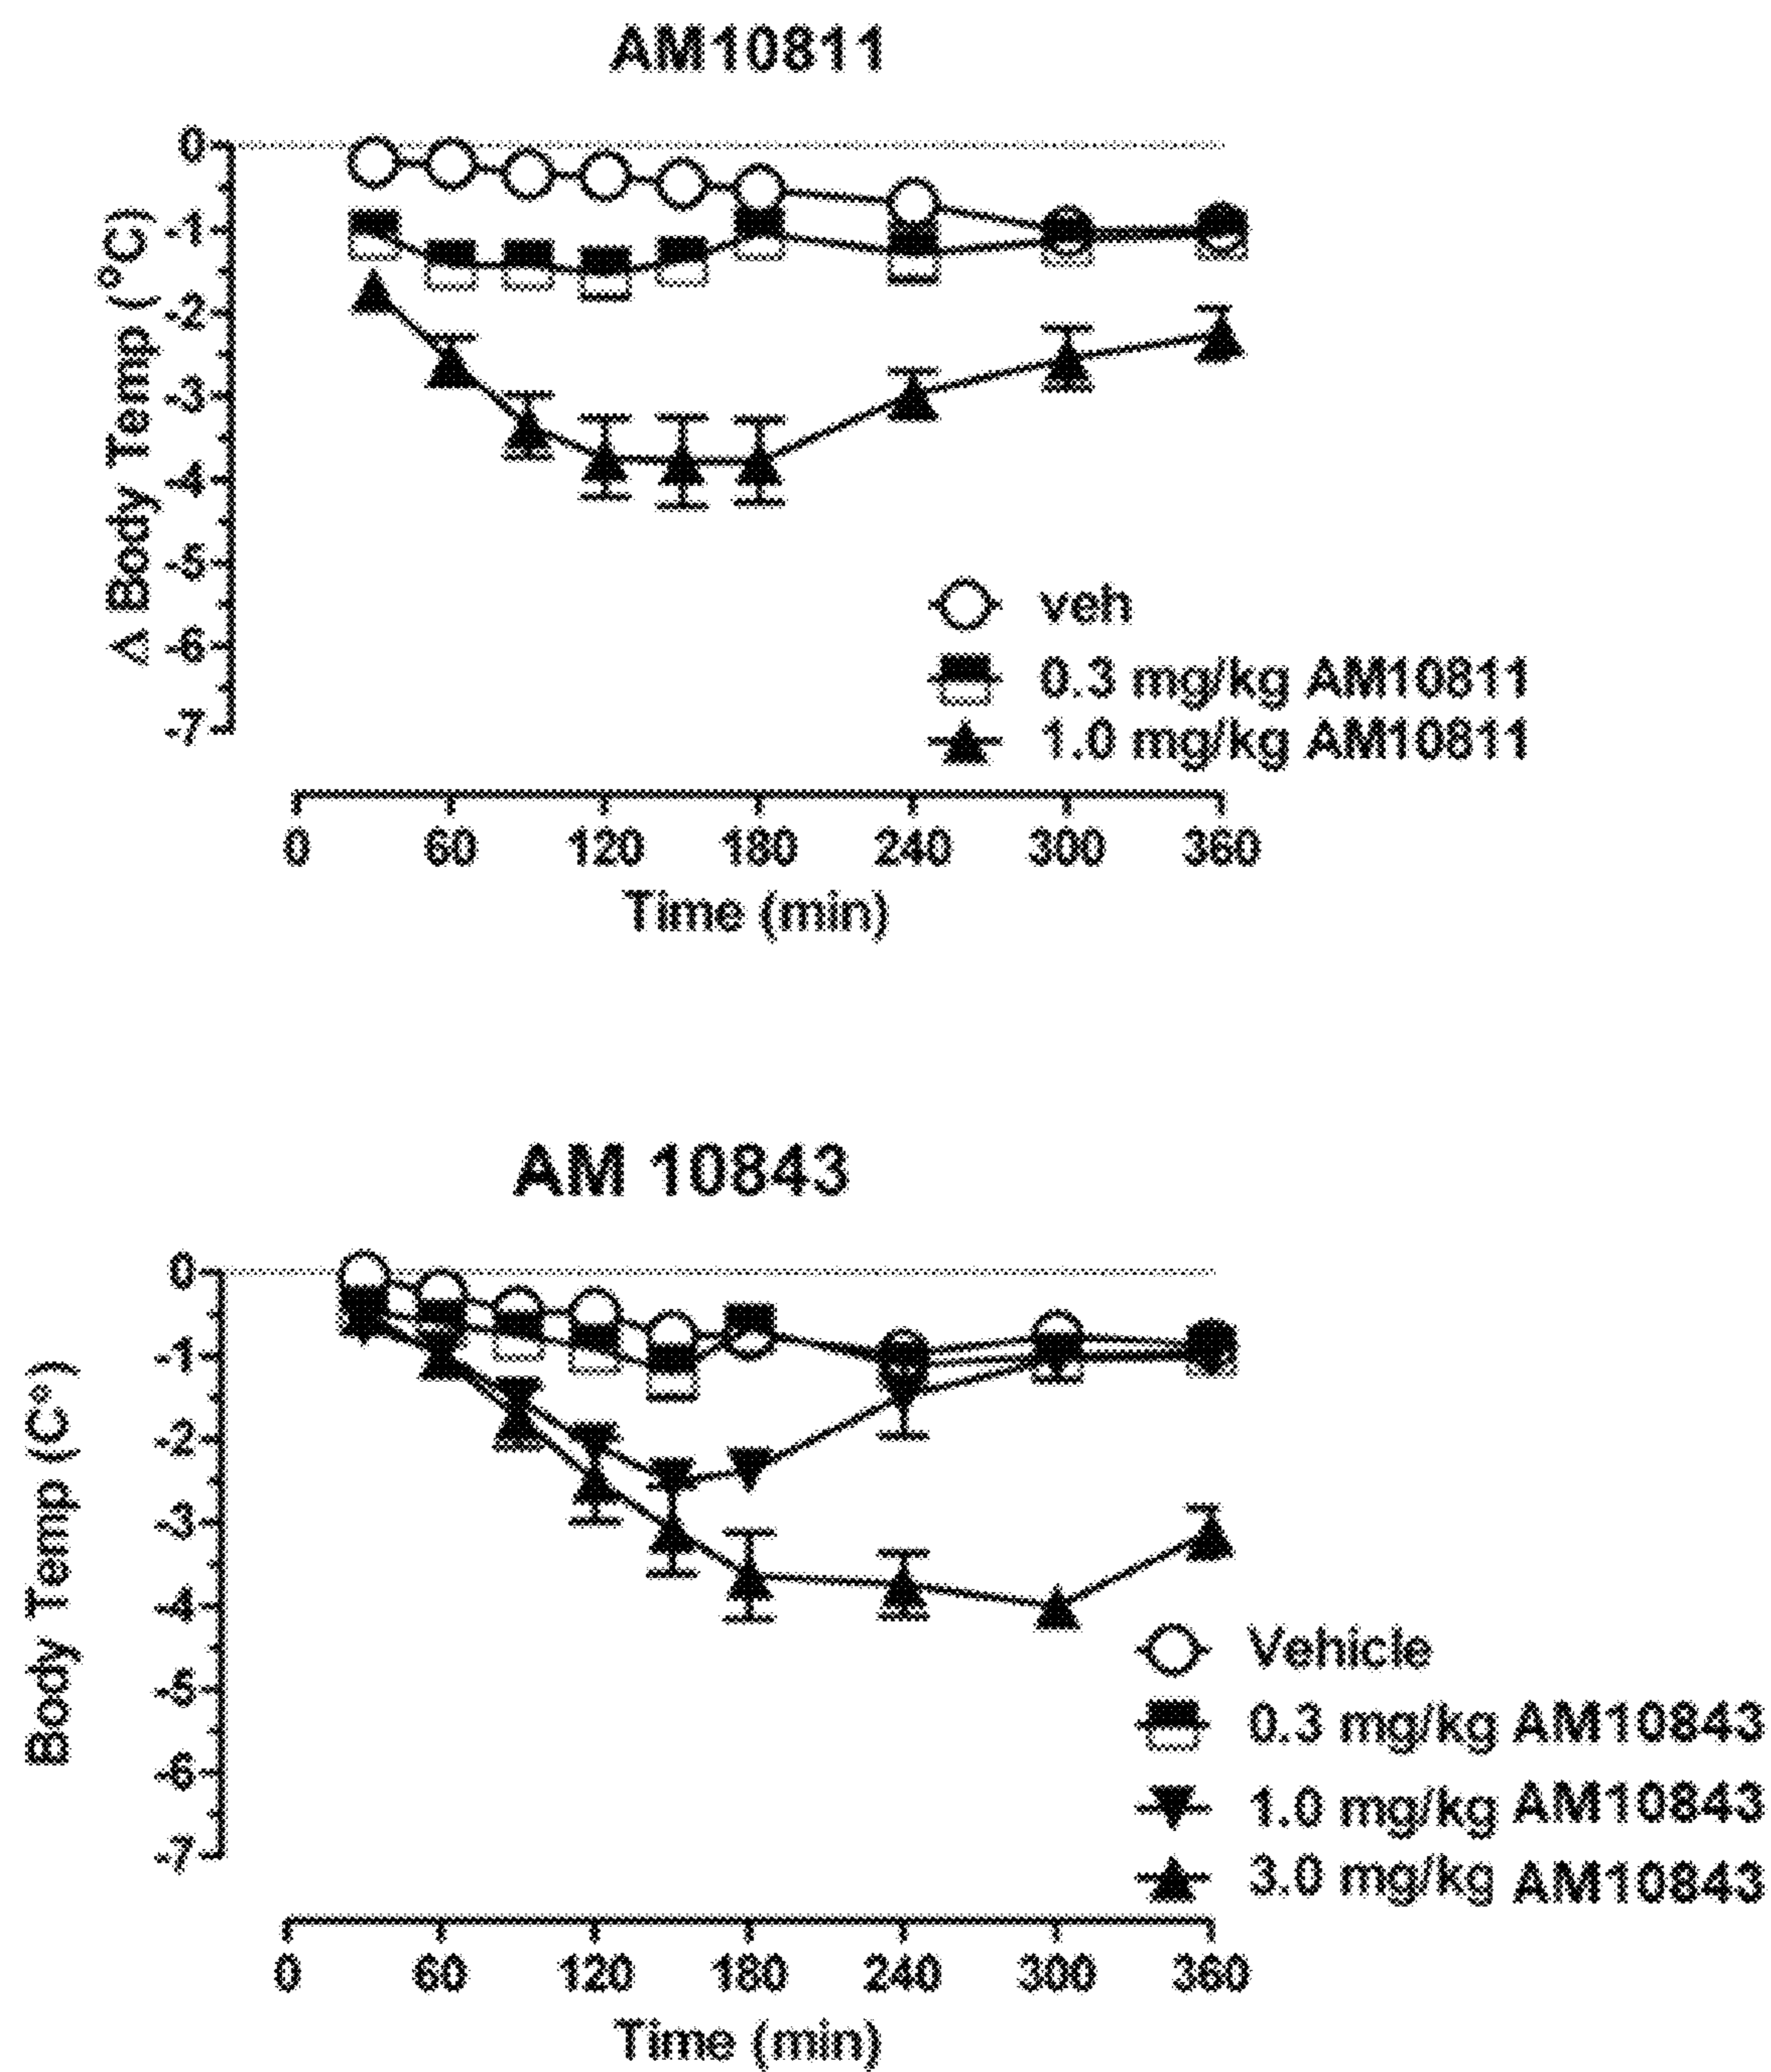 AM10811
0
-1
-2
-3
-4
-5
-6
-7
Δ Body Temp (°C)
veh
0.3 mg/kg AM10811
1.0 mg/kg AM10811
0 60 120 180 240 300 360
Time (min)
AM 10843
0
-1
-2
-3
-4
-5
-6
-7
Body Temp (C°)
Vehicle
0.3 mg/kg AM10843
1.0 mg/kg AM10843
3.0 mg/kg AM10843
0 60 120 180 240 300 360
Time (min)